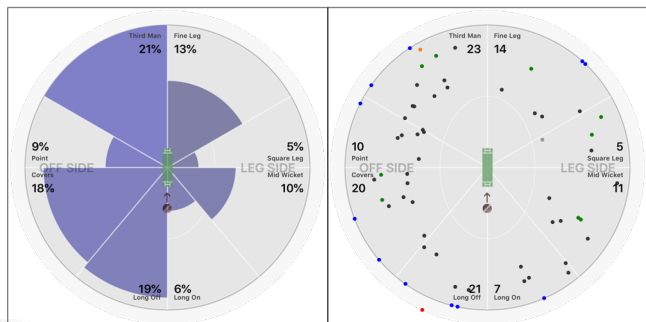 Third Man Fine Leg
21% 13%
9% 5%
Point Square Leg
OFF SIDE LEG SIDE
Covers Mid Wicket
18% 10%
19% 6%
Long Off Long On
Third Man Fine Leg
23 14
10 5
Point Square Leg
OFF SIDE LEG SIDE
Covers Mid Wicket
20 11
21 7
Long Off Long On